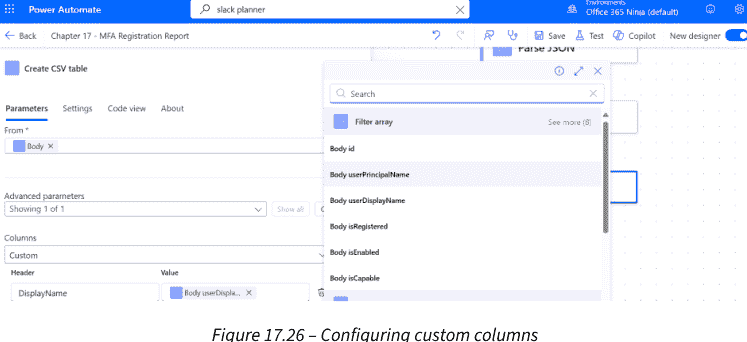 Power Automate
slack planner
Environments
Office 365 Ninja (default)
Back
Chapter 17 - MFA Registration Report
Save
Test
Copilot
New designer
Parse JSON
Create CSV table
Search
Parameters Settings Code view About
Filter array
See more (6)
From *
Body
Body id
Body userPrincipalName
Advanced parameters
Showing 1 of 1
Show all
Body userDisplayName
Body isRegistered
Columns
Custom
Body isEnabled
Header Value
Body isCapable
DisplayName
Body userDispla...
Figure 17.26 – Configuring custom columns